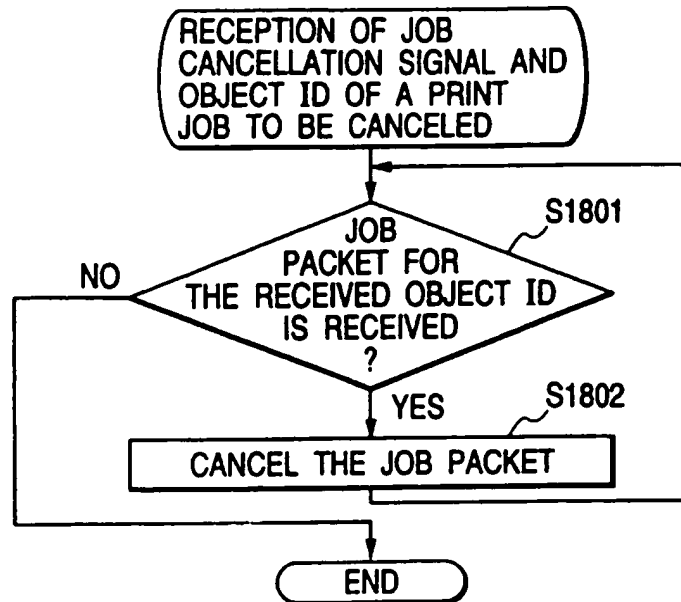 RECEPTION OF JOB
CANCELLATION SIGNAL AND
OBJECT ID OF A PRINT
JOB TO BE CANCELED
S1801
JOB
PACKET FOR
THE RECEIVED OBJECT ID
IS RECEIVED
?
NO
YES
S1802
CANCEL THE JOB PACKET
END